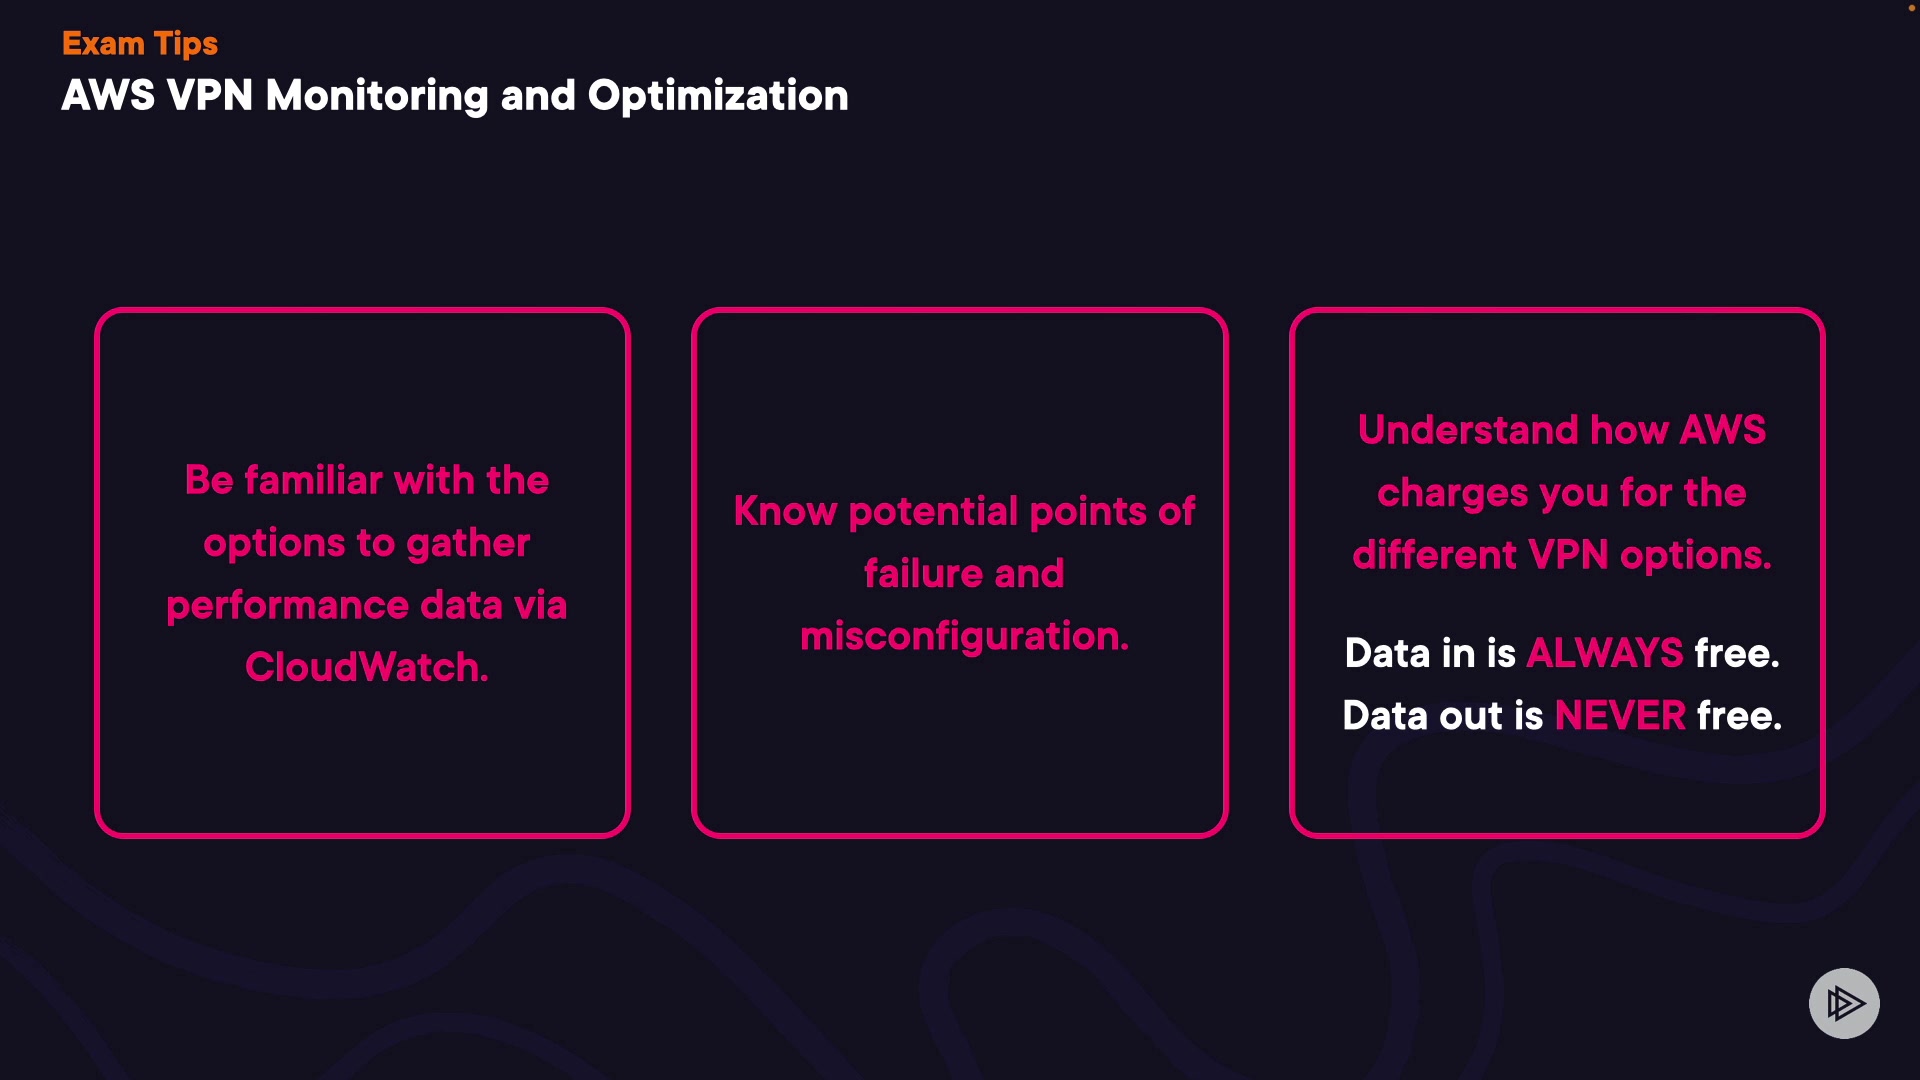 Exam Tips
AWS VPN Monitoring and Optimization
Be familiar with the
options to gather
performance data via
CloudWatch.
Know potential points of
failure and
misconfiguration.
Understand how AWS
charges you for the
different VPN options.
Data in is ALWAYS free.
Data out is NEVER free.